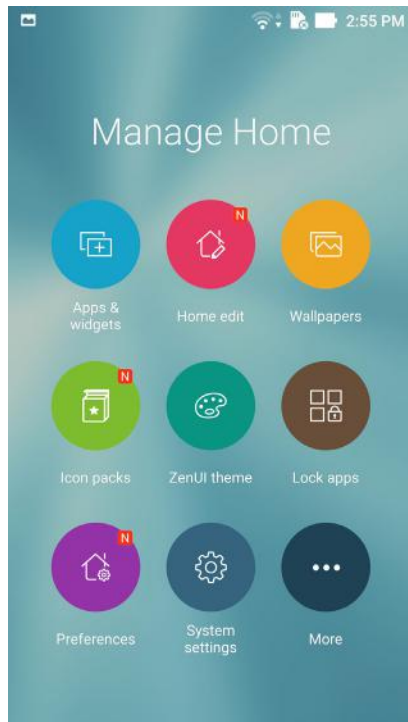 2:55 PM
Manage Home
N
Apps &
widgets
Home edit
Wallpapers
N
Icon packs
ZenUI theme
Lock apps
N
Preferences
System
settings
More